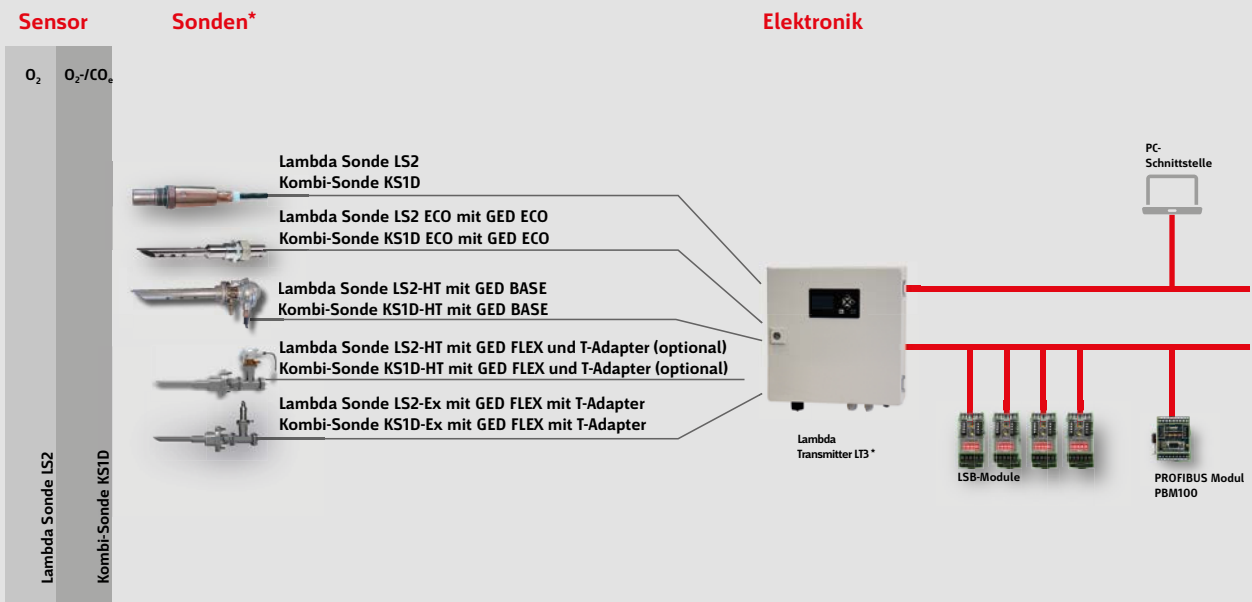 Sensor
Sonden*
Elektronik
O₂
O₂-/COₑ
Lambda Sonde LS2
Kombi-Sonde KS1D
Lambda Sonde LS2 ECO mit GED ECO
Kombi-Sonde KS1D ECO mit GED ECO
Lambda Sonde LS2-HT mit GED BASE
Kombi-Sonde KS1D-HT mit GED BASE
Lambda Sonde LS2-HT mit GED FLEX und T-Adapter (optional)
Kombi-Sonde KS1D-HT mit GED FLEX und T-Adapter (optional)
Lambda Sonde LS2-Ex mit GED FLEX mit T-Adapter
Kombi-Sonde KS1D-Ex mit GED FLEX mit T-Adapter
Lambda Sonde LS2
Kombi-Sonde KS1D
Lambda
Transmitter LT3 *
PC-
Schnittstelle
LSB-Module
PROFIBUS Modul
PBM100